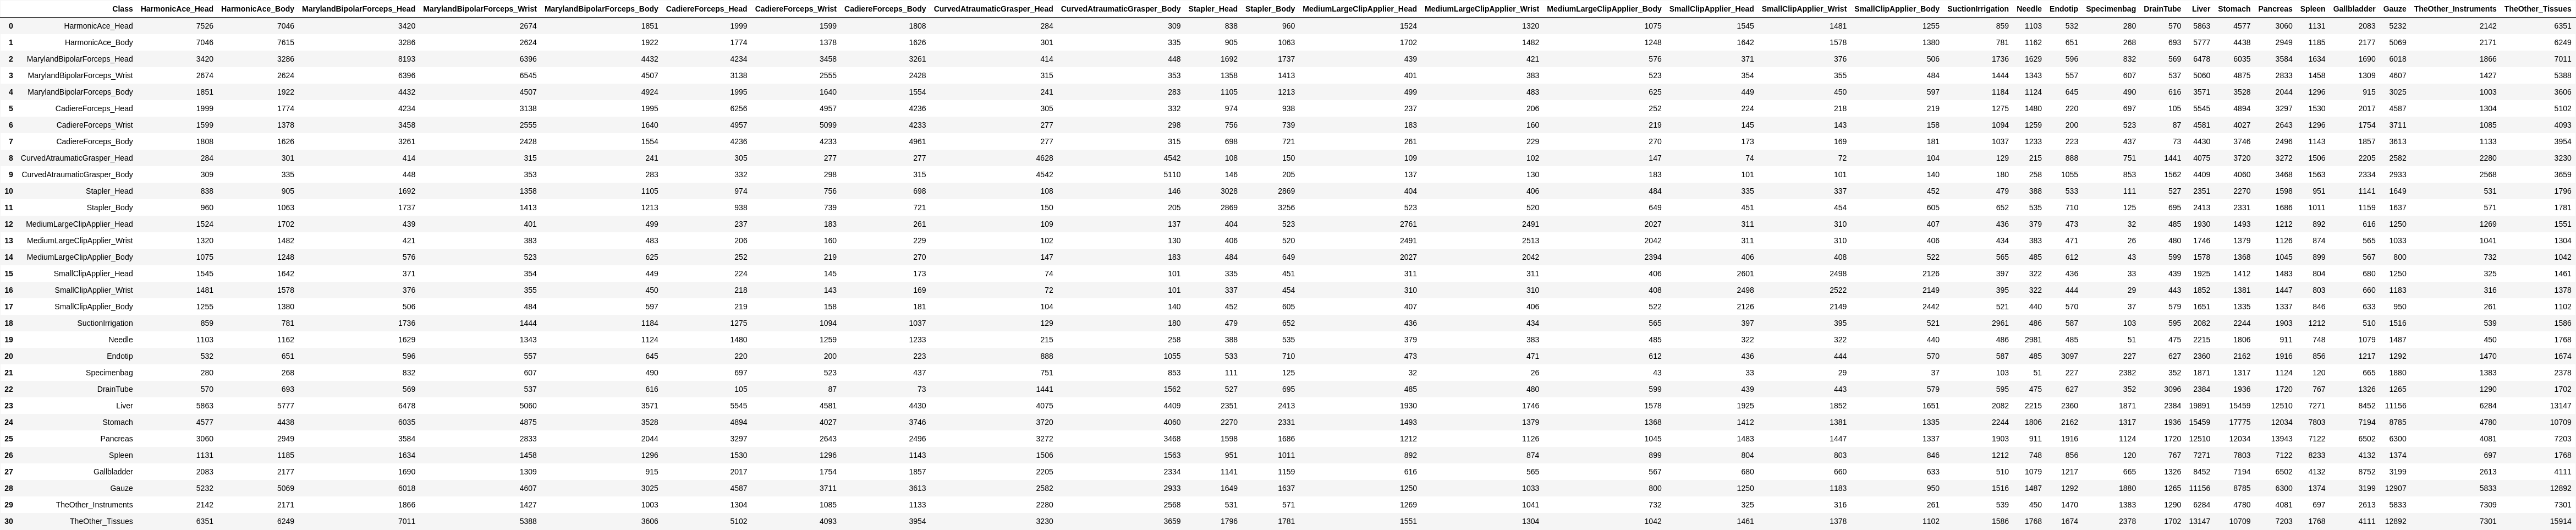 Class HarmonicAce_Head HarmonicAce_Body MarylandBipolarForceps_Head MarylandBipolarForceps_Wrist MarylandBipolarForceps_Body CadiereForceps_Head CadiereForceps_Wrist CadiereForceps_Body CurvedAtraumaticGrasper_Head CurvedAtraumaticGrasper_Body Stapler_Head Stapler_Body MediumLargeClipApplier_Head MediumLargeClipApplier_Wrist MediumLargeClipApplier_Body SmallClipApplier_Head SmallClipApplier_Wrist SmallClipApplier_Body SuctionIrrigation Needle Endotip Specimenbag DrainTube Liver Stomach Pancreas Spleen Gallbladder Gauze TheOther_Instruments TheOther_Tissues
0 HarmonicAce_Head 7526 7046 3420 2674 1851 1999 1599 1808 284 309 838 960 1524 1320 1075 1545 1481 1255 859 1103 532 280 570 5863 4577 3060 1131 2083 5232 2142 6351
1 HarmonicAce_Body 7046 7615 3286 2624 1922 1774 1378 1626 301 335 905 1063 1702 1482 1248 1642 1578 1380 781 1162 651 268 693 5777 4438 2949 1185 2177 5069 2171 6249
2 MarylandBipolarForceps_Head 3420 3286 8193 6396 4432 4234 3458 3261 414 448 1692 1737 439 421 576 371 376 506 1736 1629 596 832 569 6478 6035 3584 1634 1690 6018 1866 7011
3 MarylandBipolarForceps_Wrist 2674 2624 6396 6545 4507 3138 2555 2428 315 353 1358 1413 401 383 523 354 355 484 1444 1343 557 607 537 5060 4875 2833 1458 1309 4607 1427 5388
4 MarylandBipolarForceps_Body 1851 1922 4432 4507 4924 1995 1640 1554 241 283 1105 1213 499 483 625 449 450 597 1184 1124 645 490 616 3571 3528 2044 1296 915 3025 1003 3606
5 CadiereForceps_Head 1999 1774 4234 3138 1995 6256 4957 4236 305 332 974 938 237 206 252 224 218 219 1275 1480 220 697 105 5545 4894 3297 1530 2017 4587 1304 5102
6 CadiereForceps_Wrist 1599 1378 3458 2555 1640 4957 5099 4233 277 298 756 739 183 160 219 145 143 158 1094 1259 200 523 87 4581 4027 2643 1296 1754 3711 1085 4093
7 CadiereForceps_Body 1808 1626 3261 2428 1554 4236 4233 4961 277 315 698 721 261 229 270 173 169 181 1037 1233 223 437 73 4430 3746 2496 1143 1857 3613 1133 3954
8 CurvedAtraumaticGrasper_Head 284 301 414 315 241 305 277 277 4628 4542 108 150 109 102 147 74 72 104 129 215 888 751 1441 4075 3720 3272 1506 2205 2582 2280 3230
9 CurvedAtraumaticGrasper_Body 309 335 448 353 283 332 298 315 4542 5110 146 205 137 130 183 101 101 140 180 258 1055 853 1562 4409 4060 3468 1563 2334 2933 2568 3659
10 Stapler_Head 838 905 1692 1358 1105 974 756 698 108 146 3028 2869 404 406 484 335 337 452 479 388 533 111 527 2351 2270 1598 951 1141 1649 531 1796
11 Stapler_Body 960 1063 1737 1413 1213 938 739 721 150 205 2869 3256 523 520 649 451 454 605 652 535 710 125 695 2413 2331 1686 1011 1159 1637 571 1781
12 MediumLargeClipApplier_Head 1524 1702 439 401 499 237 183 261 109 137 404 523 2761 2491 2027 311 310 407 436 379 473 32 485 1930 1493 1212 892 616 1250 1269 1551
13 MediumLargeClipApplier_Wrist 1320 1482 421 383 483 206 160 229 102 130 406 520 2491 2513 2042 311 310 406 434 383 471 26 480 1746 1379 1126 874 565 1033 1041 1304
14 MediumLargeClipApplier_Body 1075 1248 576 523 625 252 219 270 147 183 484 649 2027 2042 2394 406 408 522 565 485 612 43 599 1578 1368 1045 899 567 800 732 1042
15 SmallClipApplier_Head 1545 1642 371 354 449 224 145 173 74 101 335 451 311 311 406 2601 2498 2126 397 322 436 33 439 1925 1412 1483 804 680 1250 325 1461
16 SmallClipApplier_Wrist 1481 1578 376 355 450 218 143 169 72 101 337 454 310 310 408 2498 2522 2149 395 322 444 29 443 1852 1381 1447 803 660 1183 316 1378
17 SmallClipApplier_Body 1255 1380 506 484 597 219 158 181 104 140 452 605 407 406 522 2126 2149 2442 521 440 570 37 579 1651 1335 1337 846 633 950 261 1102
18 SuctionIrrigation 859 781 1736 1444 1184 1275 1094 1037 129 180 479 652 436 434 565 397 395 521 2961 486 587 103 595 2082 2244 1903 1212 510 1516 539 1586
19 Needle 1103 1162 1629 1343 1124 1480 1259 1233 215 258 388 535 379 383 485 322 322 440 486 2981 485 51 475 2215 1806 911 748 1079 1487 450 1768
20 Endotip 532 651 596 557 645 220 200 223 888 1055 533 710 473 471 612 436 444 570 587 485 3097 227 627 2360 2162 1916 856 1217 1292 1470 1674
21 Specimenbag 280 268 832 607 490 697 523 437 751 853 111 125 32 26 43 33 29 37 103 51 227 2382 352 1871 1317 1124 120 665 1880 1383 2378
22 DrainTube 570 693 569 537 616 105 87 73 1441 1562 527 695 485 480 599 439 443 579 595 475 627 352 3096 2384 1936 1720 767 1326 1265 1290 1702
23 Liver 5863 5777 6478 5060 3571 5545 4581 4430 4075 4409 2351 2413 1930 1746 1578 1925 1852 1651 2082 2215 2360 1871 2384 19891 15459 12510 7271 8452 11156 6284 13147
24 Stomach 4577 4438 6035 4875 3528 4894 4027 3746 3720 4060 2270 2331 1493 1379 1368 1412 1381 1335 2244 1806 2162 1317 1936 15459 17775 12034 7803 7194 8785 4780 10709
25 Pancreas 3060 2949 3584 2833 2044 3297 2643 2496 3272 3468 1598 1686 1212 1126 1045 1483 1447 1337 1903 911 1916 1124 1720 12510 12034 13943 7122 6502 6300 4081 7203
26 Spleen 1131 1185 1634 1458 1296 1530 1296 1143 1506 1563 951 1011 892 874 899 804 803 846 1212 748 856 120 767 7271 7803 7122 8233 4132 1374 697 1768
27 Gallbladder 2083 2177 1690 1309 915 2017 1754 1857 2205 2334 1141 1159 616 565 567 680 660 633 510 1079 1217 665 1326 8452 7194 6502 4132 8752 3199 2613 4111
28 Gauze 5232 5069 6018 4607 3025 4587 3711 3613 2582 2933 1649 1637 1250 1033 800 1250 1183 950 1516 1487 1292 1880 1265 11156 8785 6300 1374 3199 12907 5833 12892
29 TheOther_Instruments 2142 2171 1866 1427 1003 1304 1085 1133 2280 2568 531 571 1269 1041 732 325 316 261 539 450 1470 1383 1290 6284 4780 4081 697 2613 5833 7309 7301
30 TheOther_Tissues 6351 6249 7011 5388 3606 5102 4093 3954 3230 3659 1796 1781 1551 1304 1042 1461 1378 1102 1586 1768 1674 2378 1702 13147 10709 7203 1768 4111 12892 7301 15914